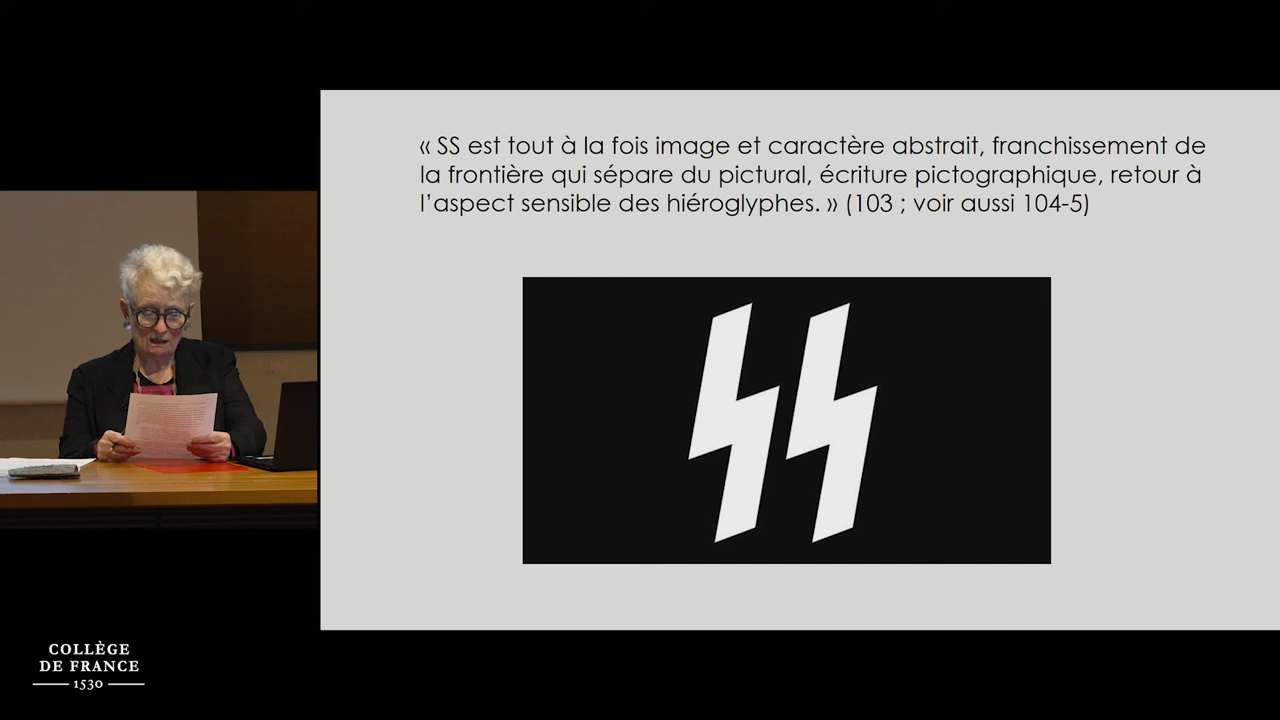 « SS est tout à la fois image et caractère abstrait, franchissement de
la frontière qui sépare du pictural, écriture pictographique, retour à
l’aspect sensible des hiéroglyphes. » (103 ; voir aussi 104-5)
SS
COLLÈGE
DE FRANCE
1530